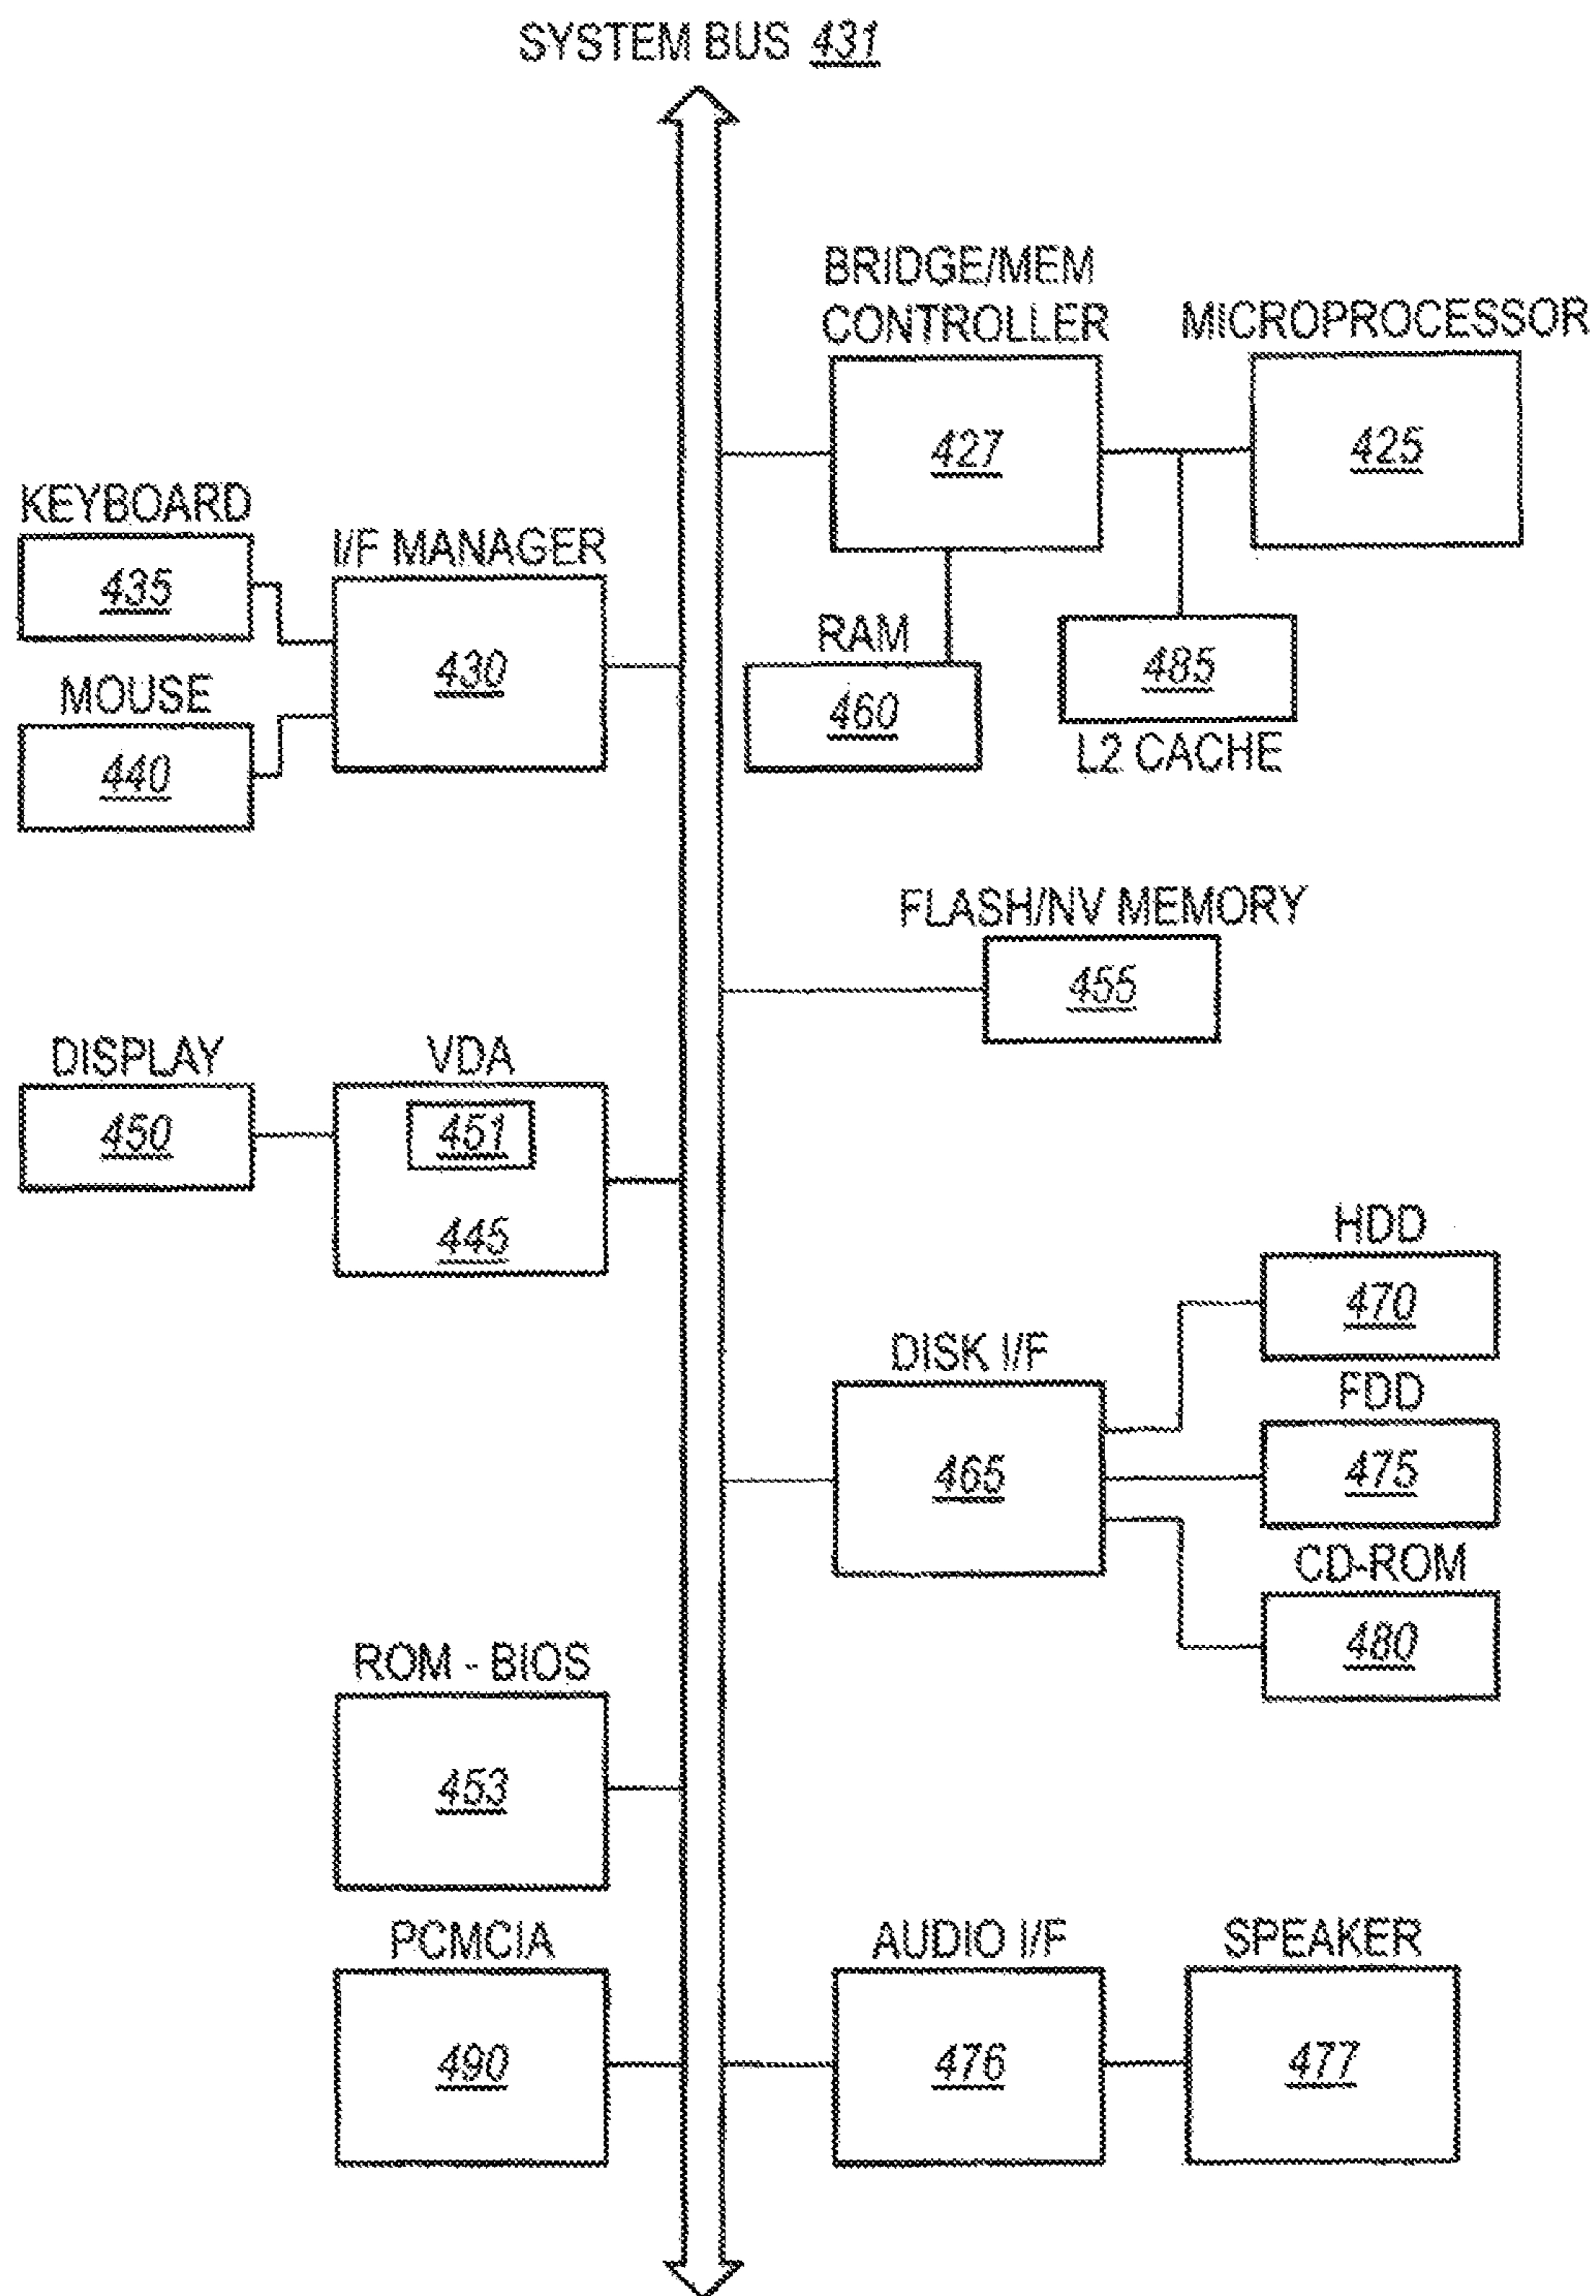 SYSTEM BUS 431
BRIDGE/MEM
CONTROLLER
427
MICROPROCESSOR
425
KEYBOARD
435
I/F MANAGER
430
MOUSE
440
RAM
460
485
L2 CACHE
FLASH/NV MEMORY
455
DISPLAY
450
VDA
451
445
HDD
470
DISK I/F
465
FDD
475
CD-ROM
480
ROM - BIOS
453
PCMCIA
490
AUDIO I/F
476
SPEAKER
477